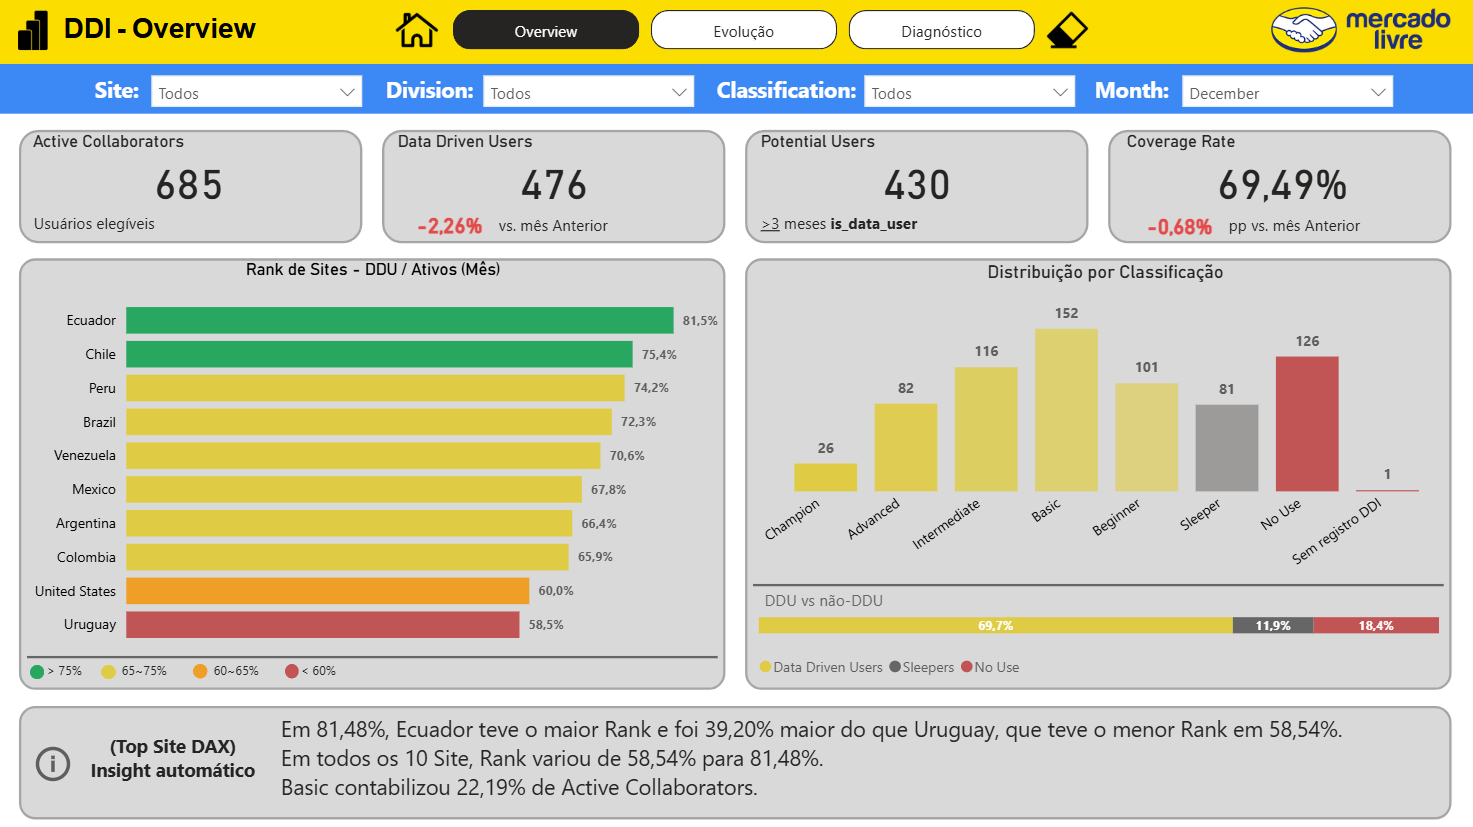 DDI - Overview
Overview
Evolução
Diagnóstico
mercado
livre
Site: Todos
Division: Todos
Classification: Todos
Month: December
Active Collaborators
685
Usuários elegíveis
Data Driven Users
476
-2,26% vs. mês Anterior
Potential Users
430
>3 meses is_data_user
Coverage Rate
69,49%
-0,68% pp vs. mês Anterior
Rank de Sites - DDU / Ativos (Mês)
Ecuador 81,5%
Chile 75,4%
Peru 74,2%
Brazil 72,3%
Venezuela 70,6%
Mexico 67,8%
Argentina 66,4%
Colombia 65,9%
United States 60,0%
Uruguay 58,5%
> 75% 65~75% 60~65% < 60%
Distribuição por Classificação
26
82
116
152
101
81
126
1
Champion
Advanced
Intermediate
Basic
Beginner
Sleeper
No Use
Sem registro DDI
DDU vs não-DDU
69,7% 11,9% 18,4%
Data Driven Users Sleepers No Use
(Top Site DAX)
Insight automático
Em 81,48%, Ecuador teve o maior Rank e foi 39,20% maior do que Uruguay, que teve o menor Rank em 58,54%.
Em todos os 10 Site, Rank variou de 58,54% para 81,48%.
Basic contabilizou 22,19% de Active Collaborators.